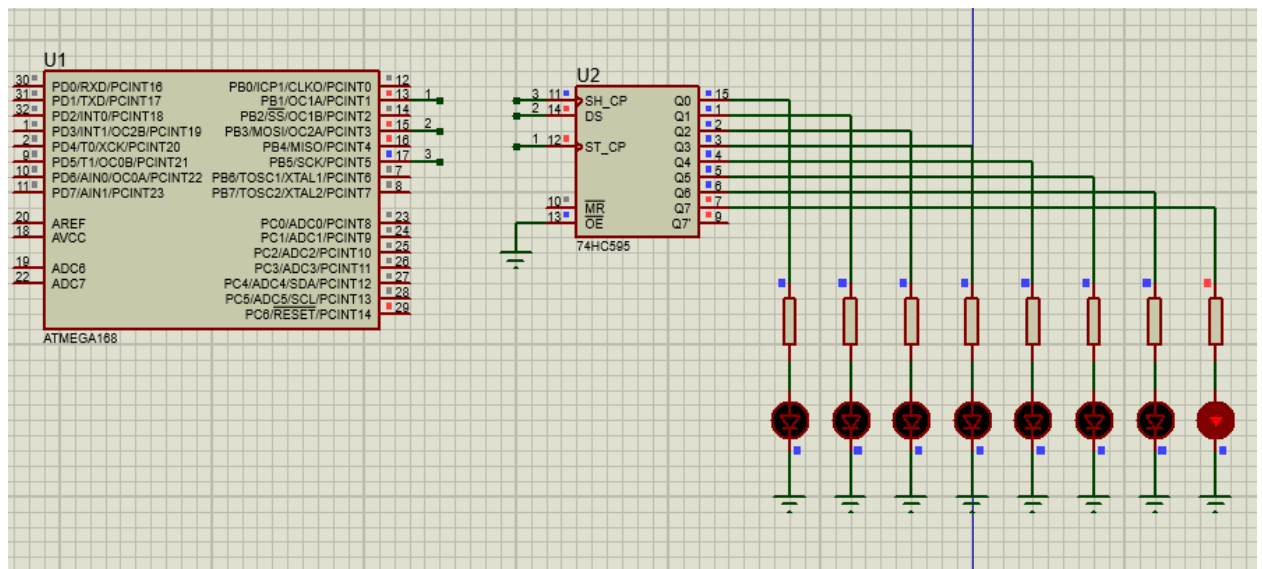 U1
30 PD0/RXD/PCINT16
31 PD1/TXD/PCINT17
32 PD2/INT0/PCINT18
1 PD3/INT1/OC2B/PCINT19
2 PD4/T0/XCK/PCINT20
9 PD5/T1/OC0B/PCINT21
10 PD6/AIN0/OC0A/PCINT22
11 PD7/AIN1/PCINT23
20 AREF
18 AVCC
19 ADC6
22 ADC7
PB0/ICP1/CLKO/PCINT0 12
PB1/OC1A/PCINT1 13 1
PB2/SS/OC1B/PCINT2 14
PB3/MOSI/OC2A/PCINT3 15 2
PB4/MISO/PCINT4 16
PB5/SCK/PCINT5 17 3
PB6/TOSC1/XTAL1/PCINT6 7
PB7/TOSC2/XTAL2/PCINT7 8
PC0/ADC0/PCINT8 23
PC1/ADC1/PCINT9 24
PC2/ADC2/PCINT10 25
PC3/ADC3/PCINT11 26
PC4/ADC4/SDA/PCINT12 27
PC5/ADC5/SCL/PCINT13 28
PC6/RESET/PCINT14 29
ATMEGA168
U2
3 11 SH_CP
2 14 DS
1 12 ST_CP
10 MR
13 OE
Q0 15
Q1 1
Q2 2
Q3 3
Q4 4
Q5 5
Q6 6
Q7 7
Q7' 9
74HC595